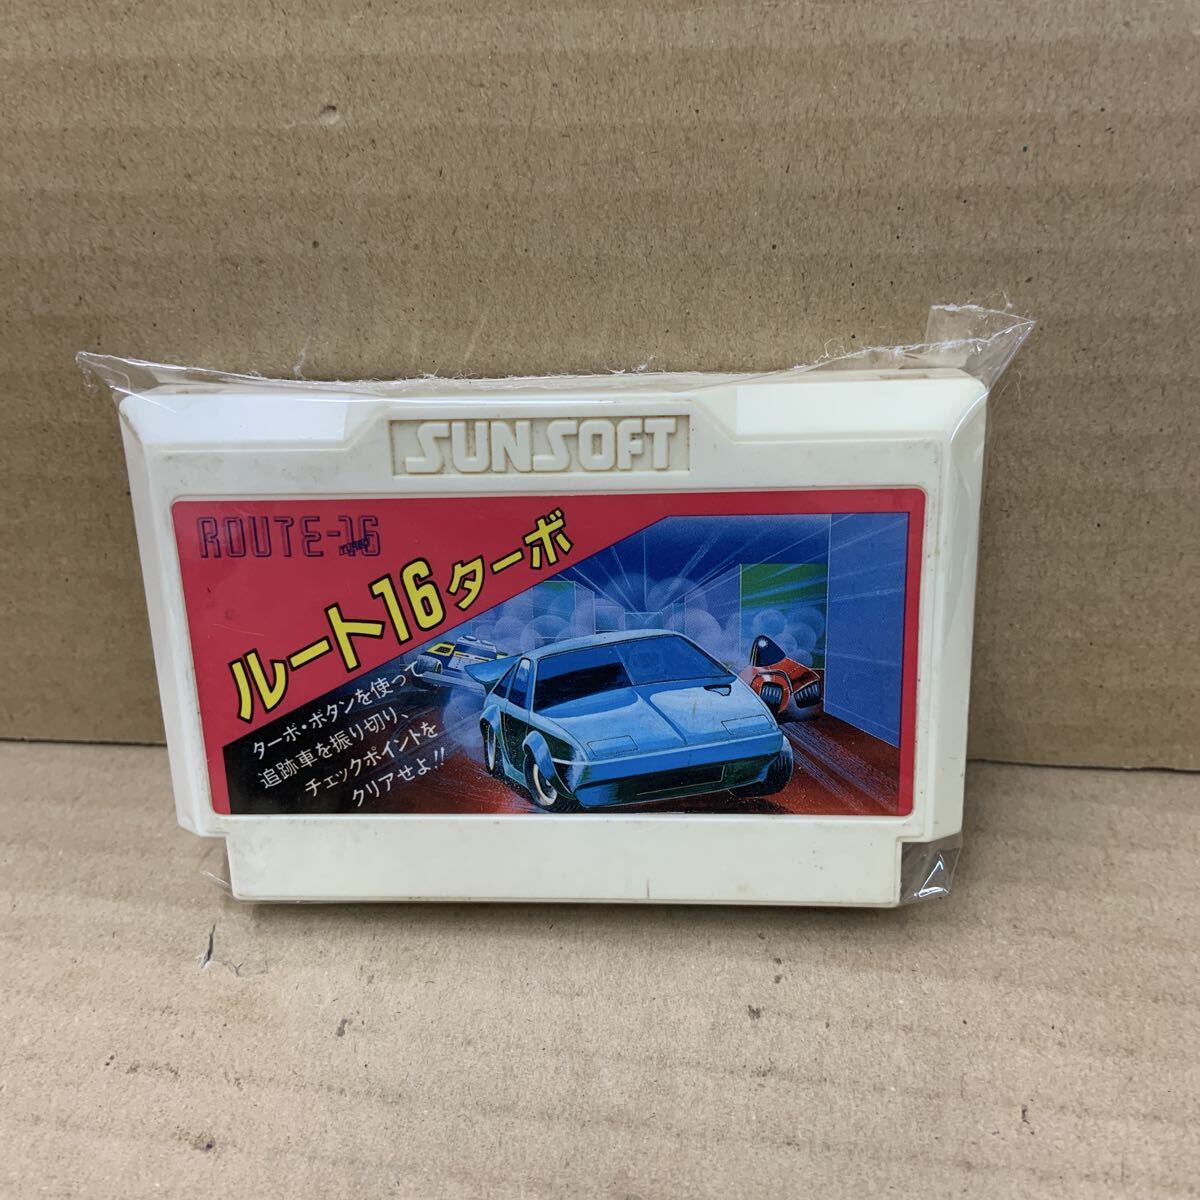 SUNSOFT
ROUTE-16
TURBO
ルート16ターボ
ターボ・ボタンを使って
追跡車を振り切り、
チェックポイントを
クリアせよ!!